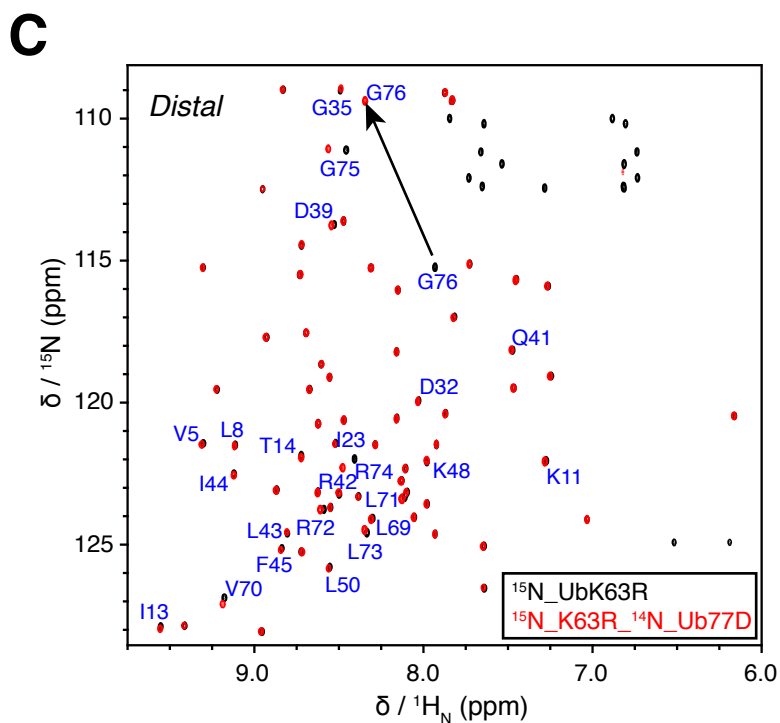 C
Distal
G76
G35
G75
D39
G76
Q41
D32
V5
L8
T14
I23
R74
K48
K11
I44
R42
L71
L43
R72
L69
F45
L73
L50
V70
I13
110
115
120
125
δ / ¹⁵N (ppm)
¹⁵N_UbK63R
¹⁵N_K63R_¹⁴N_Ub77D
9.0
8.0
7.0
6.0
δ / ¹H_N (ppm)